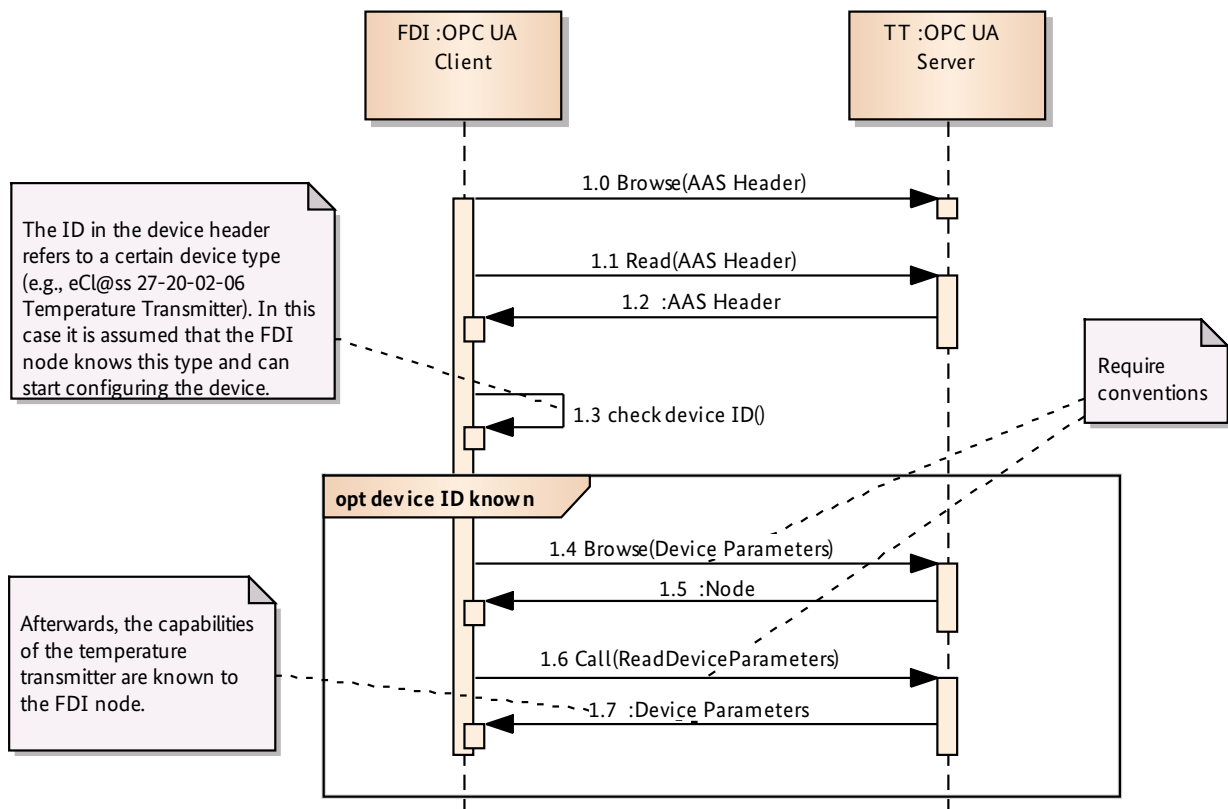 FDI :OPC UA
Client
TT :OPC UA
Server
1.0 Browse(AAS Header)
The ID in the device header
refers to a certain device type
(e.g., eCl@ss 27-20-02-06
Temperature Transmitter). In this
case it is assumed that the FDI
node knows this type and can
start configuring the device.
1.1 Read(AAS Header)
1.2 :AAS Header
Require
conventions
1.3 check device ID()
opt device ID known
1.4 Browse(Device Parameters)
1.5 :Node
Afterwards, the capabilities
of the temperature
transmitter are known to
the FDI node.
1.6 Call(ReadDeviceParameters)
1.7 :Device Parameters